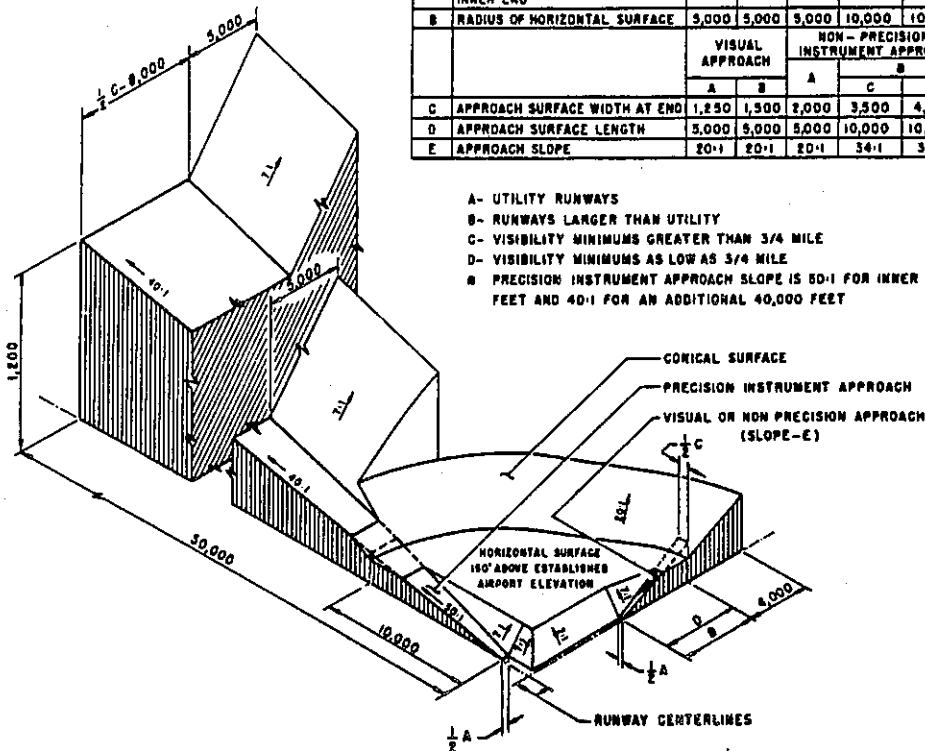 B RADIUS OF HORIZONTAL SURFACE 5,000 5,000 5,000 10,000 10
VISUAL APPROACH
NON-PRECISION
INSTRUMENT APPRO
A B A B
C
C APPROACH SURFACE WIDTH AT END 1,250 1,500 2,000 3,500 4,
D APPROACH SURFACE LENGTH 5,000 5,000 5,000 10,000 10,
E APPROACH SLOPE 20:1 20:1 20:1 34:1 3
A- UTILITY RUNWAYS
B- RUNWAYS LARGER THAN UTILITY
C- VISIBILITY MINIMUMS GREATER THAN 3/4 MILE
D- VISIBILITY MINIMUMS AS LOW AS 3/4 MILE
PRECISION INSTRUMENT APPROACH SLOPE IS 50:1 FOR INNER
FEET AND 40:1 FOR AN ADDITIONAL 40,000 FEET
5,000
1/2 C-8,000
7:1
40:1
5,000
1,200
7:1
40:1
CONICAL SURFACE
PRECISION INSTRUMENT APPROACH
VISUAL OR NON PRECISION APPROACH
(SLOPE-E)
1/2 C
20:1
50,000
HORIZONTAL SURFACE
150' ABOVE ESTABLISHED
AIRPORT ELEVATION
50:1
7:1
7:1
7:1
7:1
10,000
4,000
D
B
1/2 A
RUNWAY CENTERLINES
1/2 A